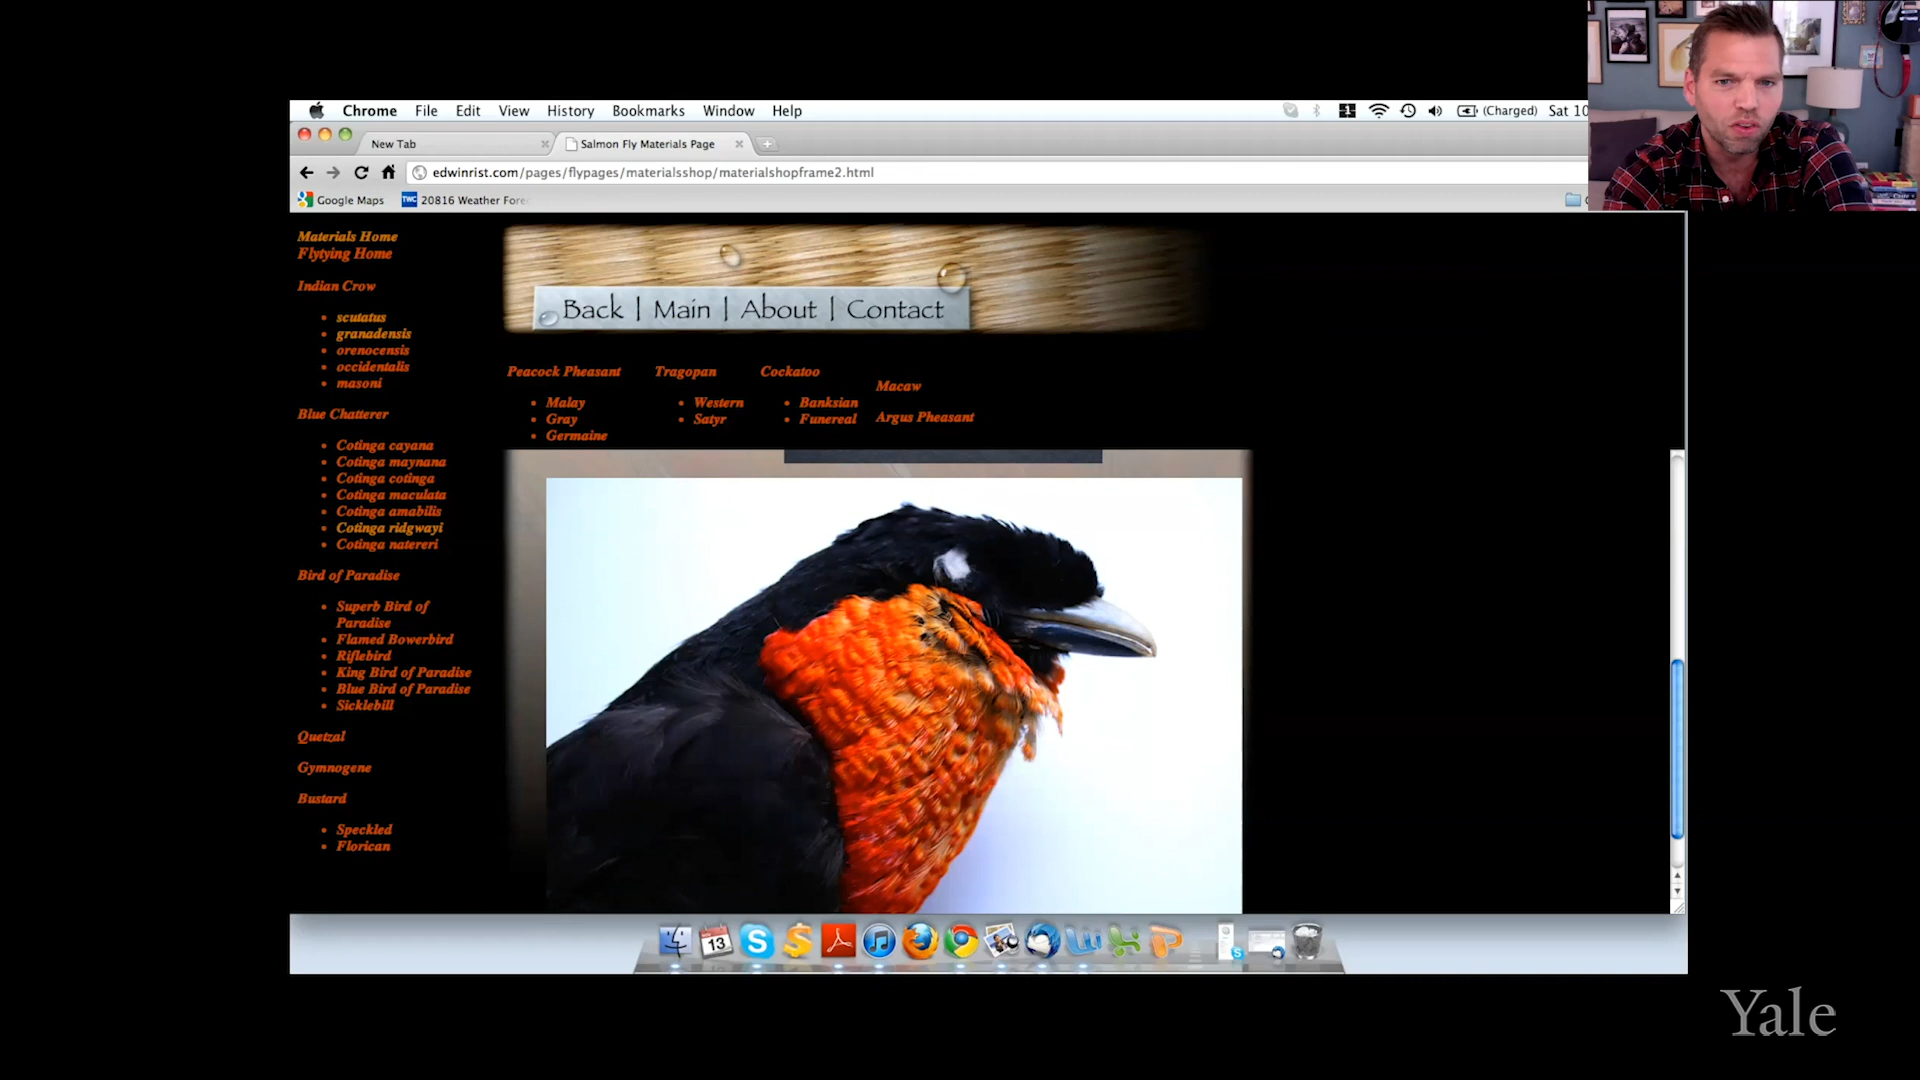 Chrome File Edit View History Bookmarks Window Help (Charged) Sat 10
New Tab Salmon Fly Materials Page
edwinrist.com/pages/flypages/materialsshop/materialshopframe2.html
Google Maps TWC 20816 Weather Fore
Materials Home
Flytying Home
Indian Crow
scutatus
granadensis
orenocensis
occidentalis
masoni
Blue Chatterer
Cotinga cayana
Cotinga maynana
Cotinga cotinga
Cotinga maculata
Cotinga amabilis
Cotinga ridgwayi
Cotinga natereri
Bird of Paradise
Superb Bird of
Paradise
Flamed Bowerbird
Riflebird
King Bird of Paradise
Blue Bird of Paradise
Sicklebill
Quetzal
Gymnogene
Bustard
Speckled
Florican
Back | Main | About | Contact
Peacock Pheasant
Malay
Gray
Germaine
Tragopan
Western
Satyr
Cockatoo
Banksian
Funereal
Macaw
Argus Pheasant
13
Yale